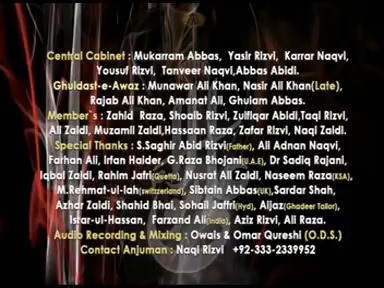 Central Cabinet : Mukarram Abbas, Yasir Rizvi, Karrar Naqvi,
Yousuf Rizvi, Tanveer Naqvi,Abbas Abidi.
Ghuldast-e-Awaz : Munawar Ali Khan, Nasir Ali Khan(Late),
Rajab Ali Khan, Amanat Ali, Ghulam Abbas.
Member`s : Zahid Raza, Shoaib Rizvi, Zulfiqar Abidi,Taqi Rizvi,
Ali Zaidi, Muzamil Zaidi,Hassaan Raza, Zafar Rizvi, Naqi Zaidi.
Special Thanks : S.Saghir Abid Rizvi(Father), Ali Adnan Naqvi,
Farhan Ali, Irfan Haider, G.Raza Bhojani(U.A.E), Dr Sadiq Rajani,
Iqbal Zaidi, Rahim Jafri(Quetta), Nusrat Ali Zaidi, Naseem Raza(KSA),
M.Rehmat-ul-lah(switzerland), Sibtain Abbas(UK),Sardar Shah,
Azhar Zaidi, Shahid Bhai, Sohail Jaffri(Hyd), Aijaz(Ghadeer Tailor),
Israr-ul-Hassan, Farzand Ali(India), Aziz Rizvi, Ali Raza.
Audio Recording & Mixing : Owais & Omar Qureshi (O.D.S.)
Contact Anjuman : Naqi Rizvi +92-333-2339952